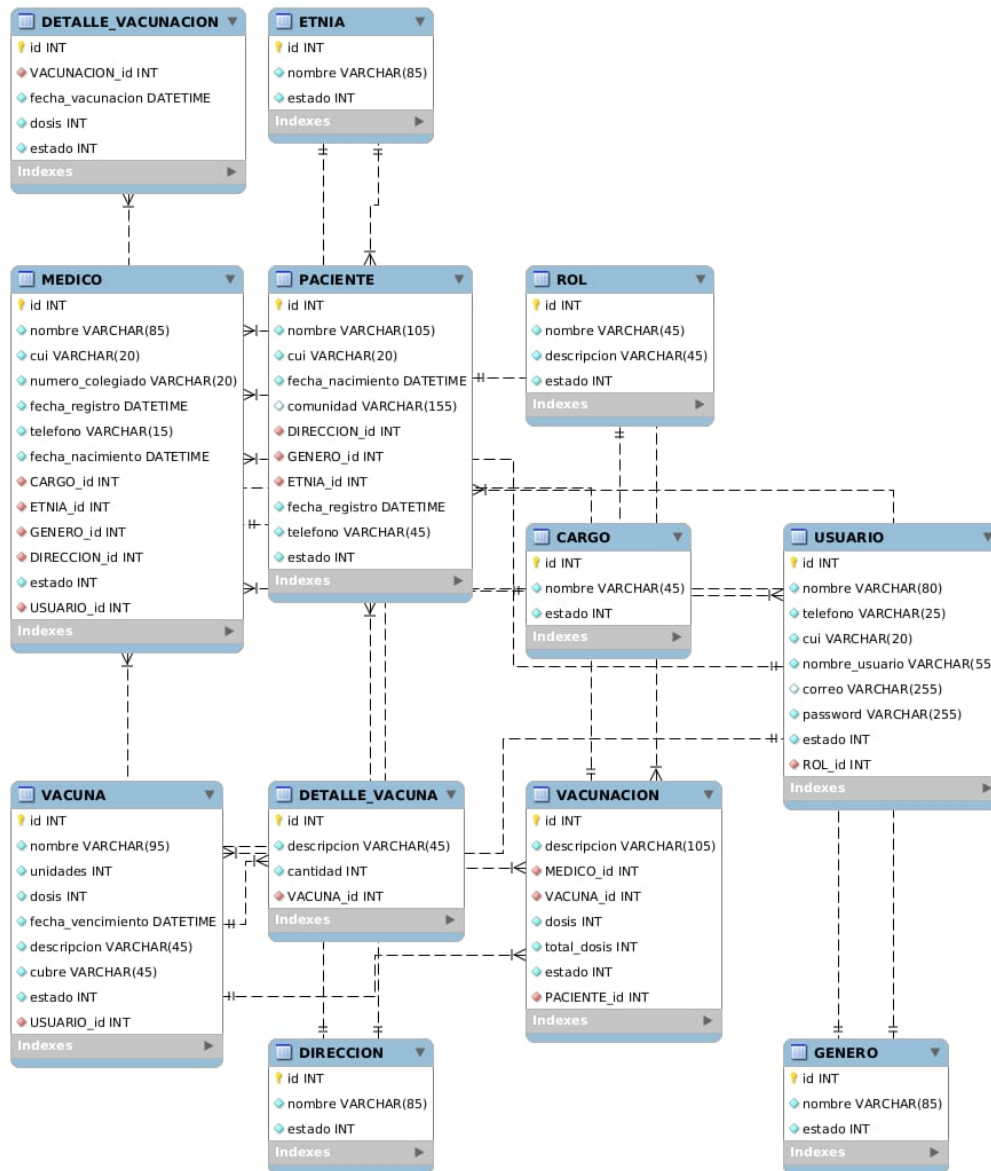 DETALLE_VACUNACION
id INT
VACUNACION_id INT
fecha_vacunacion DATETIME
dosis INT
estado INT
Indexes
ETNIA
id INT
nombre VARCHAR(85)
estado INT
Indexes
MEDICO
id INT
nombre VARCHAR(85)
cui VARCHAR(20)
numero_colegiado VARCHAR(20)
fecha_registro DATETIME
telefono VARCHAR(15)
fecha_nacimiento DATETIME
CARGO_id INT
ETNIA_id INT
GENERO_id INT
DIRECCION_id INT
estado INT
USUARIO_id INT
Indexes
PACIENTE
id INT
nombre VARCHAR(105)
cui VARCHAR(20)
fecha_nacimiento DATETIME
comunidad VARCHAR(155)
DIRECCION_id INT
GENERO_id INT
ETNIA_id INT
fecha_registro DATETIME
telefono VARCHAR(45)
estado INT
Indexes
ROL
id INT
nombre VARCHAR(45)
descripcion VARCHAR(45)
estado INT
Indexes
CARGO
id INT
nombre VARCHAR(45)
estado INT
Indexes
USUARIO
id INT
nombre VARCHAR(80)
telefono VARCHAR(25)
cui VARCHAR(20)
nombre_usuario VARCHAR(55
correo VARCHAR(255)
password VARCHAR(255)
estado INT
ROL_id INT
Indexes
VACUNA
id INT
nombre VARCHAR(95)
unidades INT
dosis INT
fecha_vencimiento DATETIME
descripcion VARCHAR(45)
cubre VARCHAR(45)
estado INT
USUARIO_id INT
Indexes
DETALLE_VACUNA
id INT
descripcion VARCHAR(45)
cantidad INT
VACUNA_id INT
Indexes
VACUNACION
id INT
descripcion VARCHAR(105)
MEDICO_id INT
VACUNA_id INT
dosis INT
total_dosis INT
estado INT
PACIENTE_id INT
Indexes
DIRECCION
id INT
nombre VARCHAR(85)
estado INT
Indexes
GENERO
id INT
nombre VARCHAR(85)
estado INT
Indexes